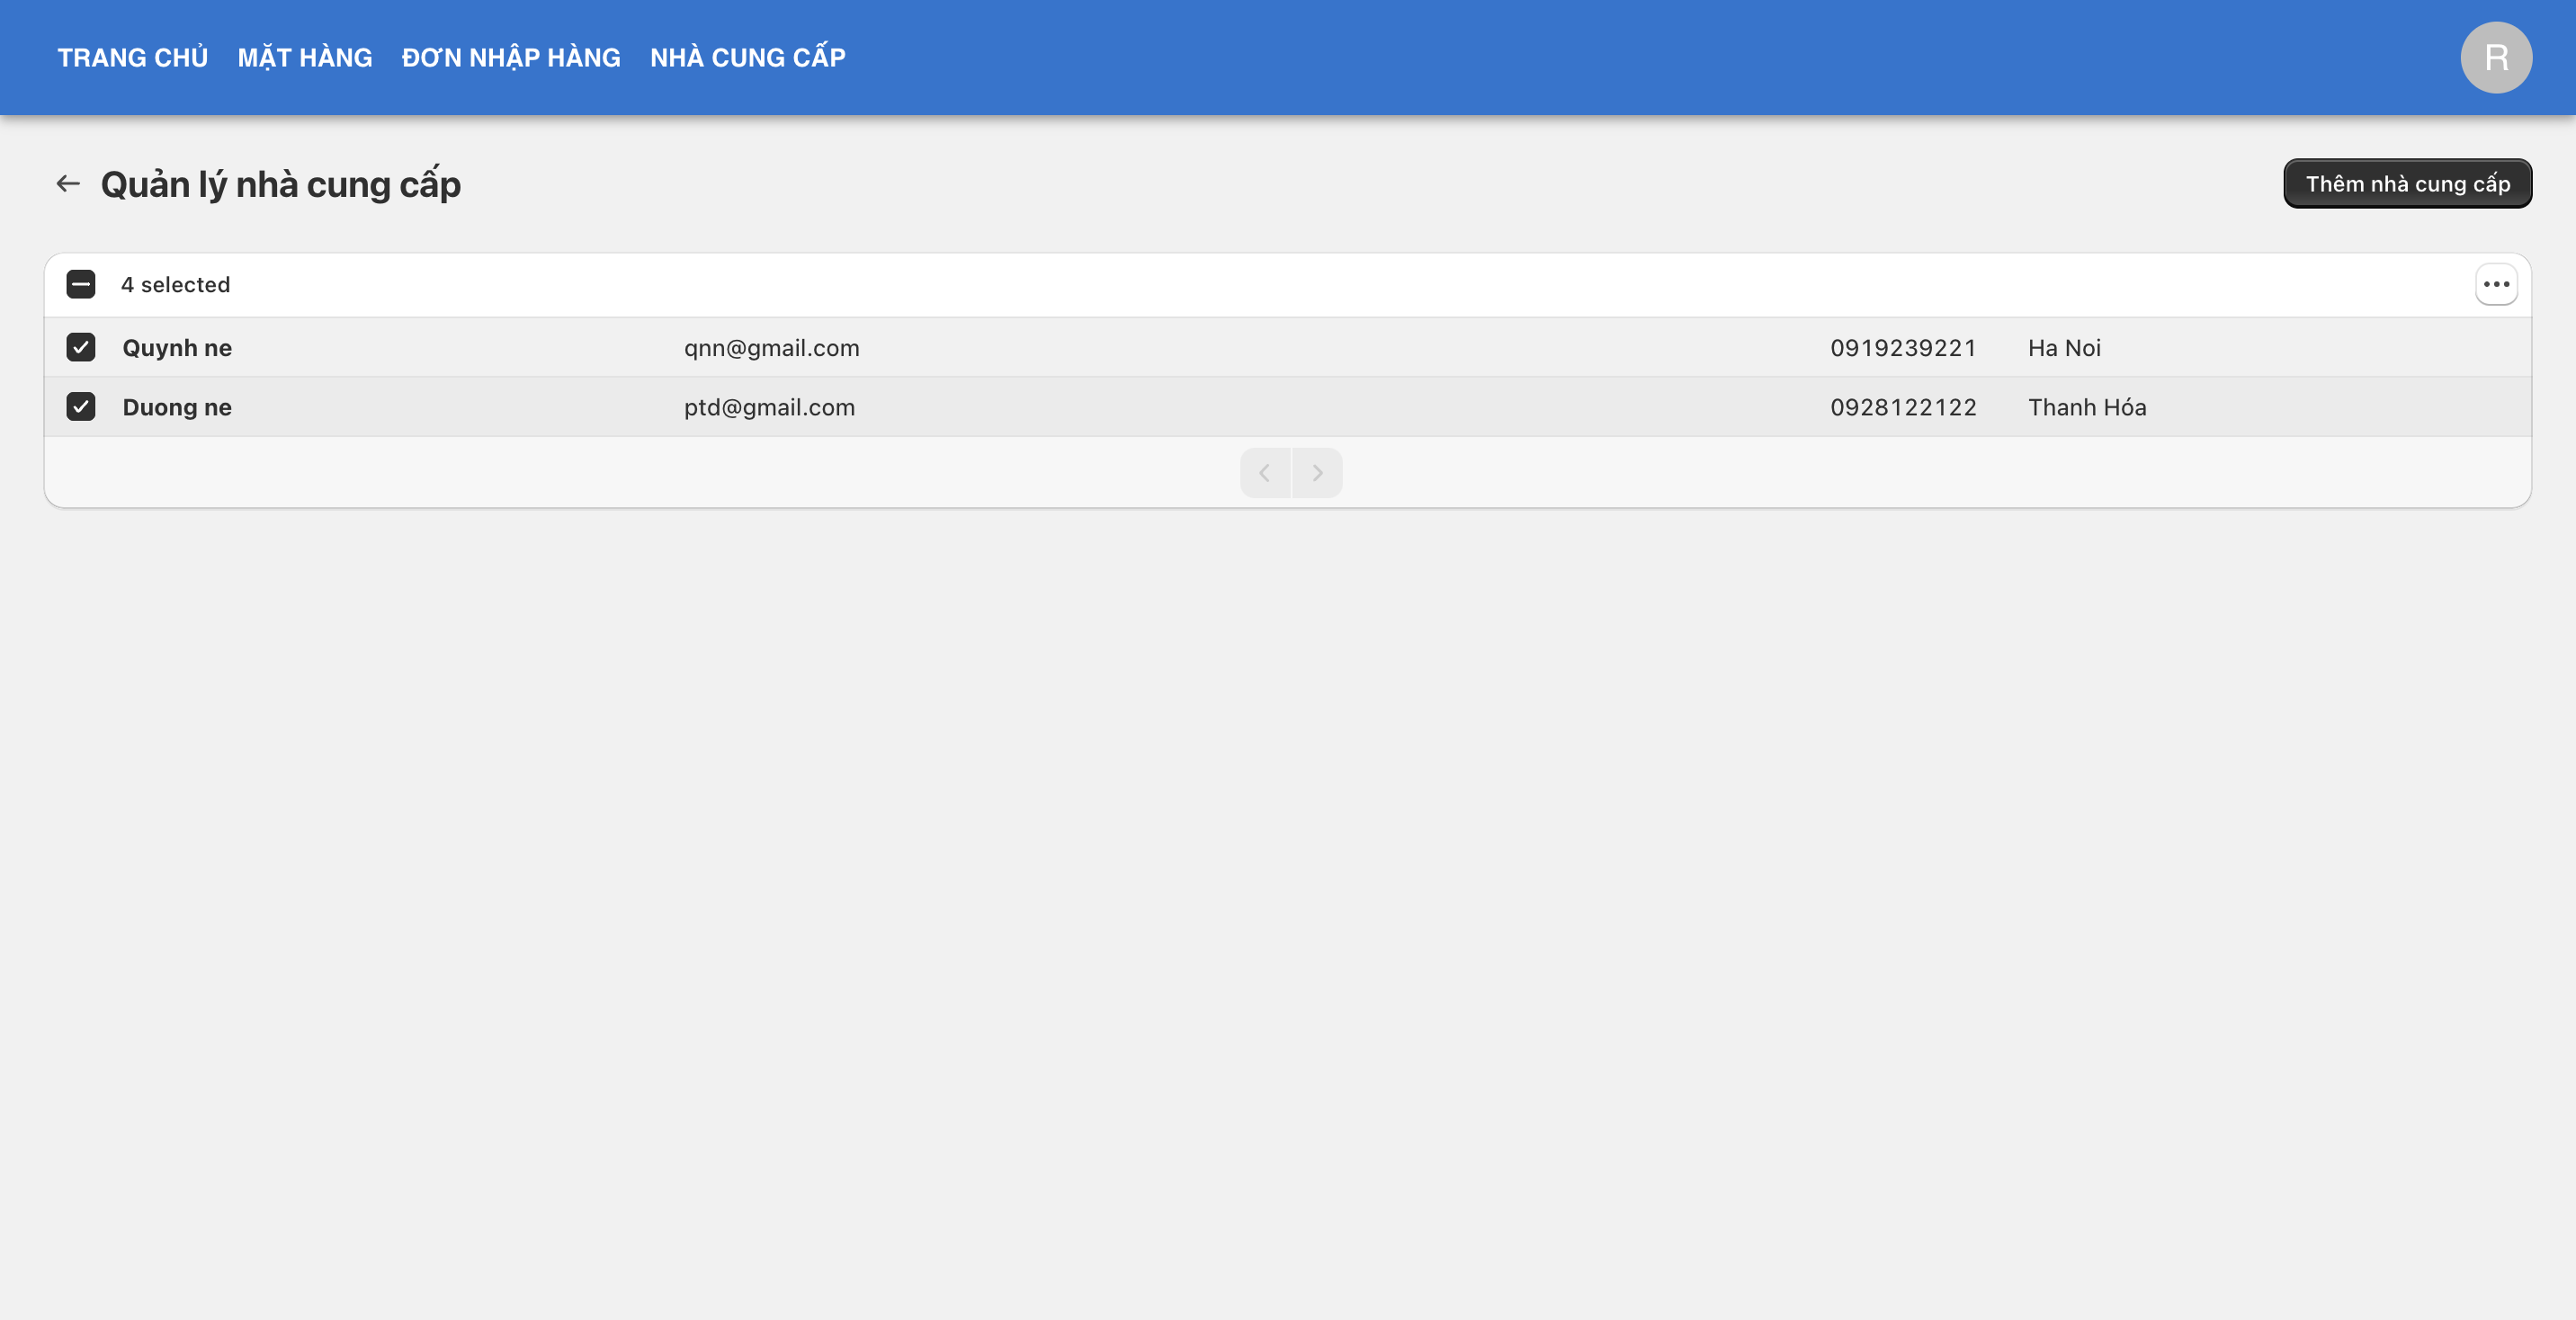 TRANG CHỦ MẶT HÀNG ĐƠN NHẬP HÀNG NHÀ CUNG CẤP R
Quản lý nhà cung cấp Thêm nhà cung cấp
4 selected
Quynh ne qnn@gmail.com 0919239221 Ha Noi
Duong ne ptd@gmail.com 0928122122 Thanh Hóa